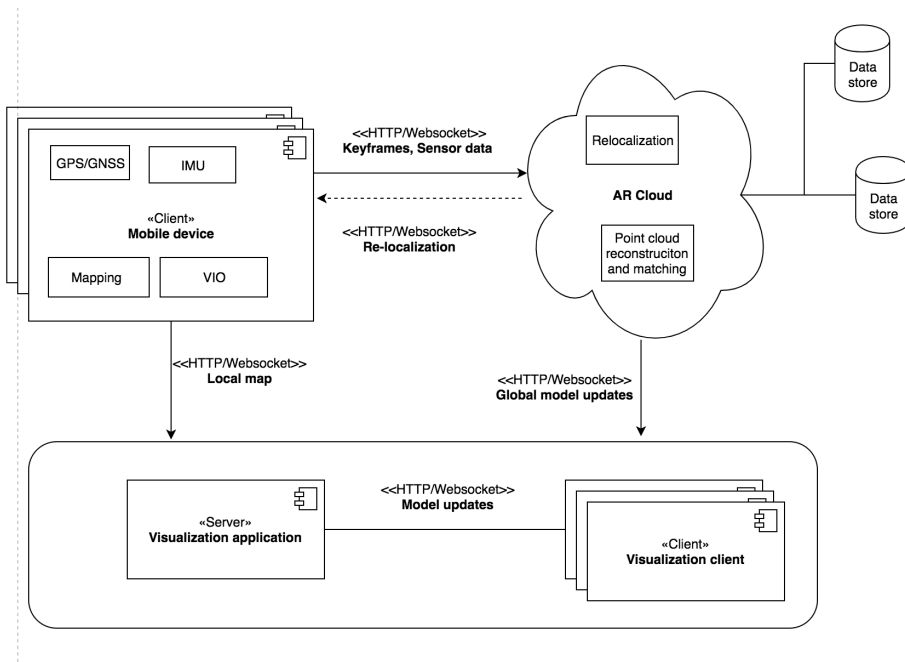 Data
store
<<HTTP/Websocket>>
Keyframes, Sensor data
Relocalization
GPS/GNSS
IMU
AR Cloud
Data
store
«Client»
Mobile device
<<HTTP/Websocket>>
Re-localization
Point cloud
reconstruciton
and matching
Mapping
VIO
<<HTTP/Websocket>>
Local map
<<HTTP/Websocket>>
Global model updates
<<HTTP/Websocket>>
Model updates
«Server»
Visualization application
«Client»
Visualization client